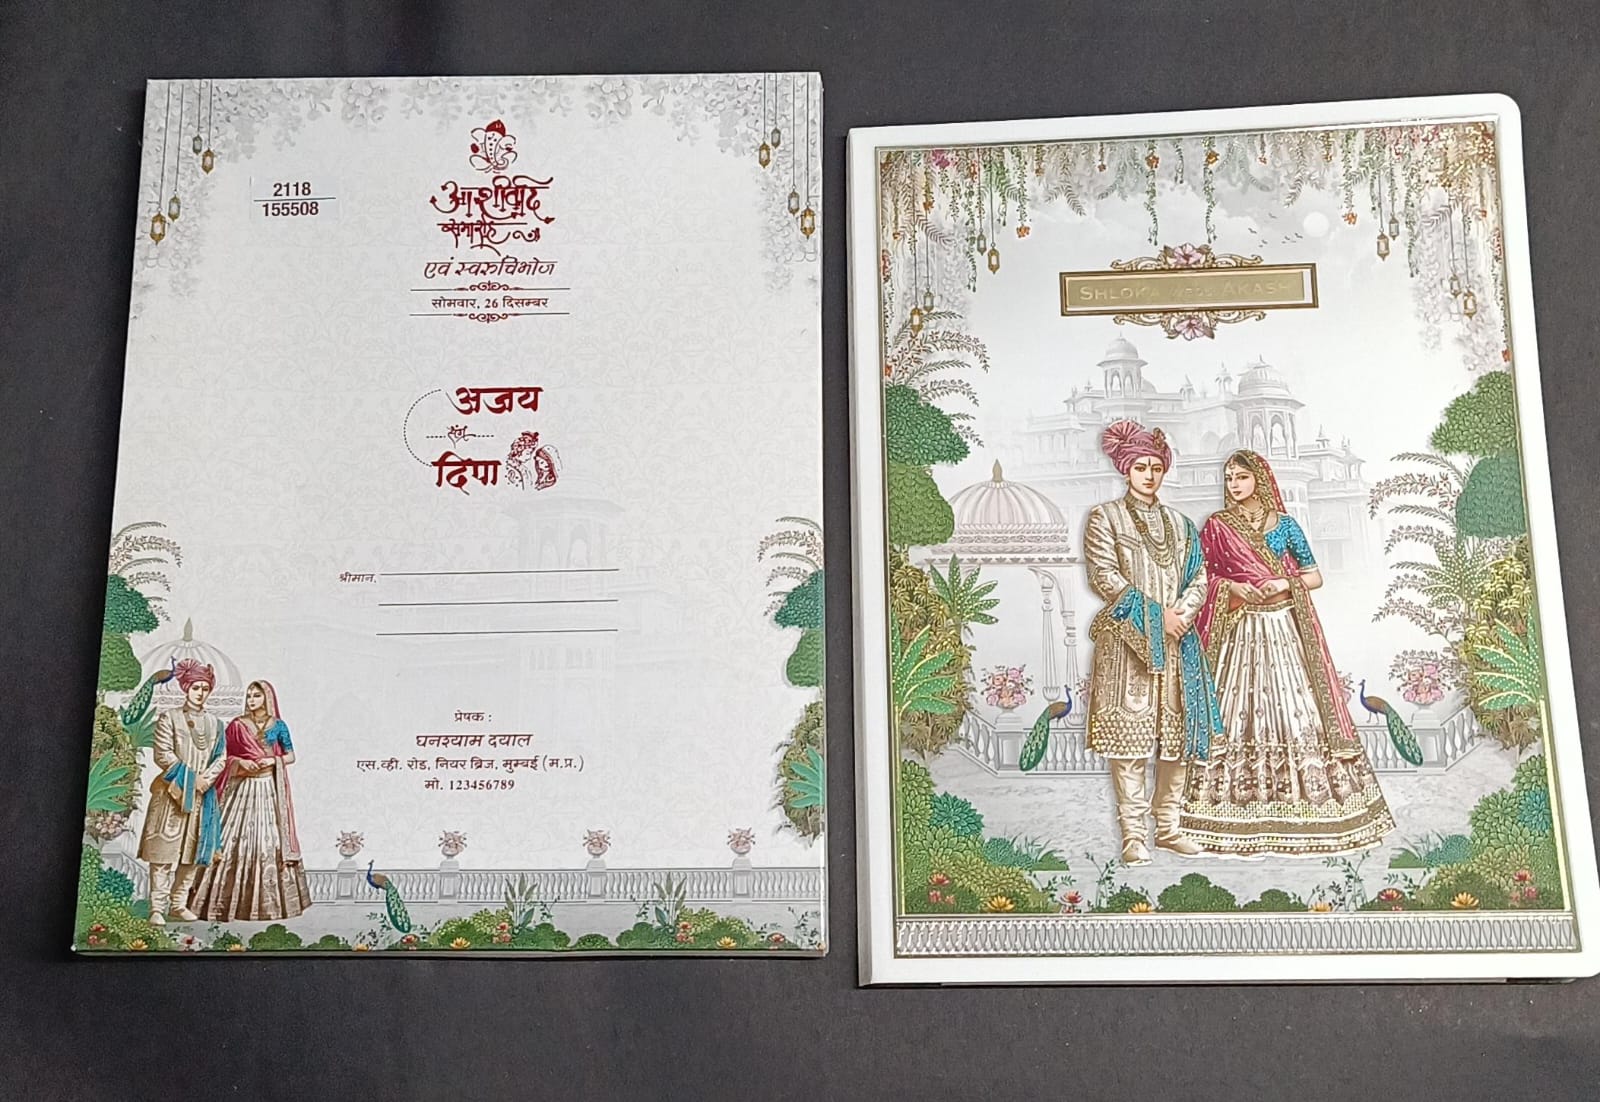 2118
155508
आशीर्वाद
समारोह
एवं स्वरुचिभोज
सोमवार, 26 दिसम्बर
अजय
संग
दिपा
श्रीमान,
प्रेषक :
घनश्याम दयाल
एस.व्ही. रोड, नियर ब्रिज, मुम्बई (म.प्र.)
मो. 123456789
SHLOKA WEDS AKASH